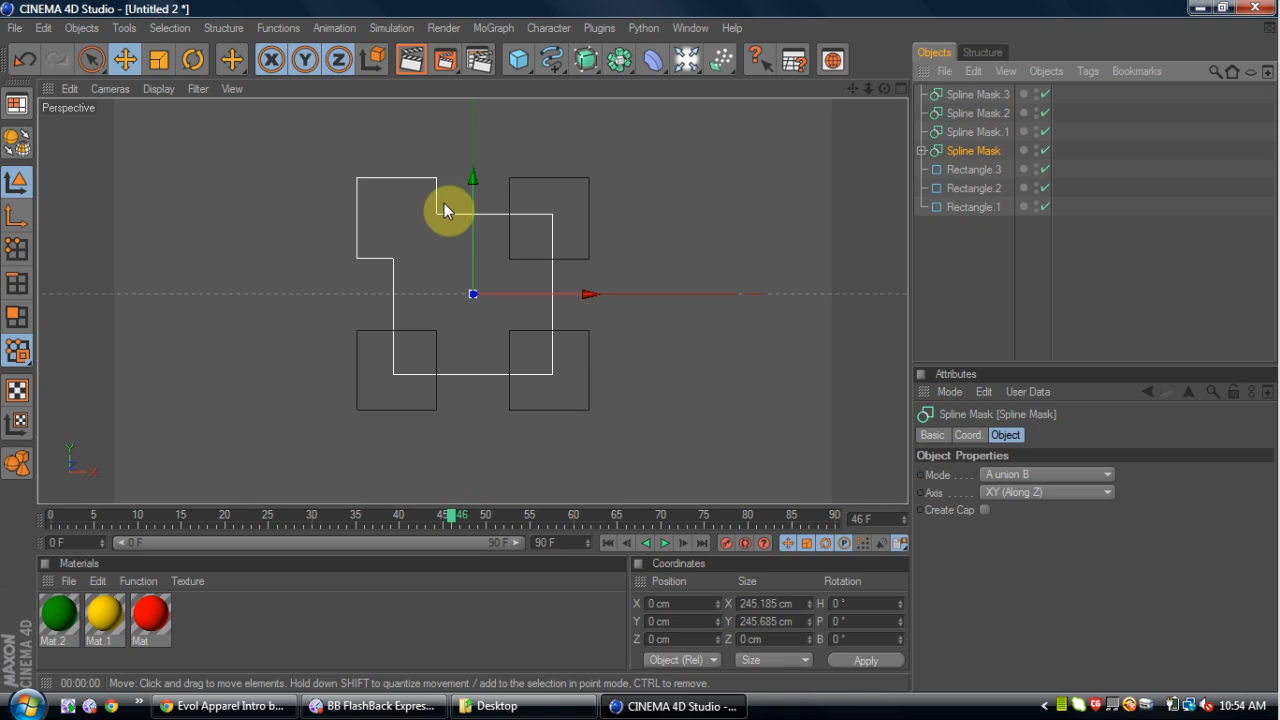 CINEMA 4D Studio - [Untitled 2 *]
File Edit Objects Tools Selection Structure Functions Animation Simulation Render MoGraph Character Plugins Python Window Help
Objects Structure
File Edit View Objects Tags Bookmarks
Edit Cameras Display Filter View
Perspective
Spline Mask.3
Spline Mask.2
Spline Mask.1
Spline Mask
Rectangle.3
Rectangle.2
Rectangle.1
Y
X
Z
Attributes
Mode Edit User Data
Spline Mask [Spline Mask]
Basic Coord. Object
Object Properties
Mode . . . . A union B
Axis . . . . . XY (Along Z)
Create Cap
0 5 10 15 20 25 30 35 40 45 46 50 55 60 65 70 75 80 85 90 46 F
0 F 0 F 90 F 90 F
Materials
File Edit Function Texture
Mat.2 Mat.1 Mat
Coordinates
Position Size Rotation
X 0 cm X 245.185 cm H 0 °
Y 0 cm Y 245.685 cm P 0 °
Z 0 cm Z 0 cm B 0 °
Object (Rel) Size Apply
MAXON
CINEMA 4D
00:00:00 Move: Click and drag to move elements. Hold down SHIFT to quantize movement / add to the selection in point mode, CTRL to remove.
Evol Apparel Intro b... BB FlashBack Expres... Desktop CINEMA 4D Studio -... 10:54 AM